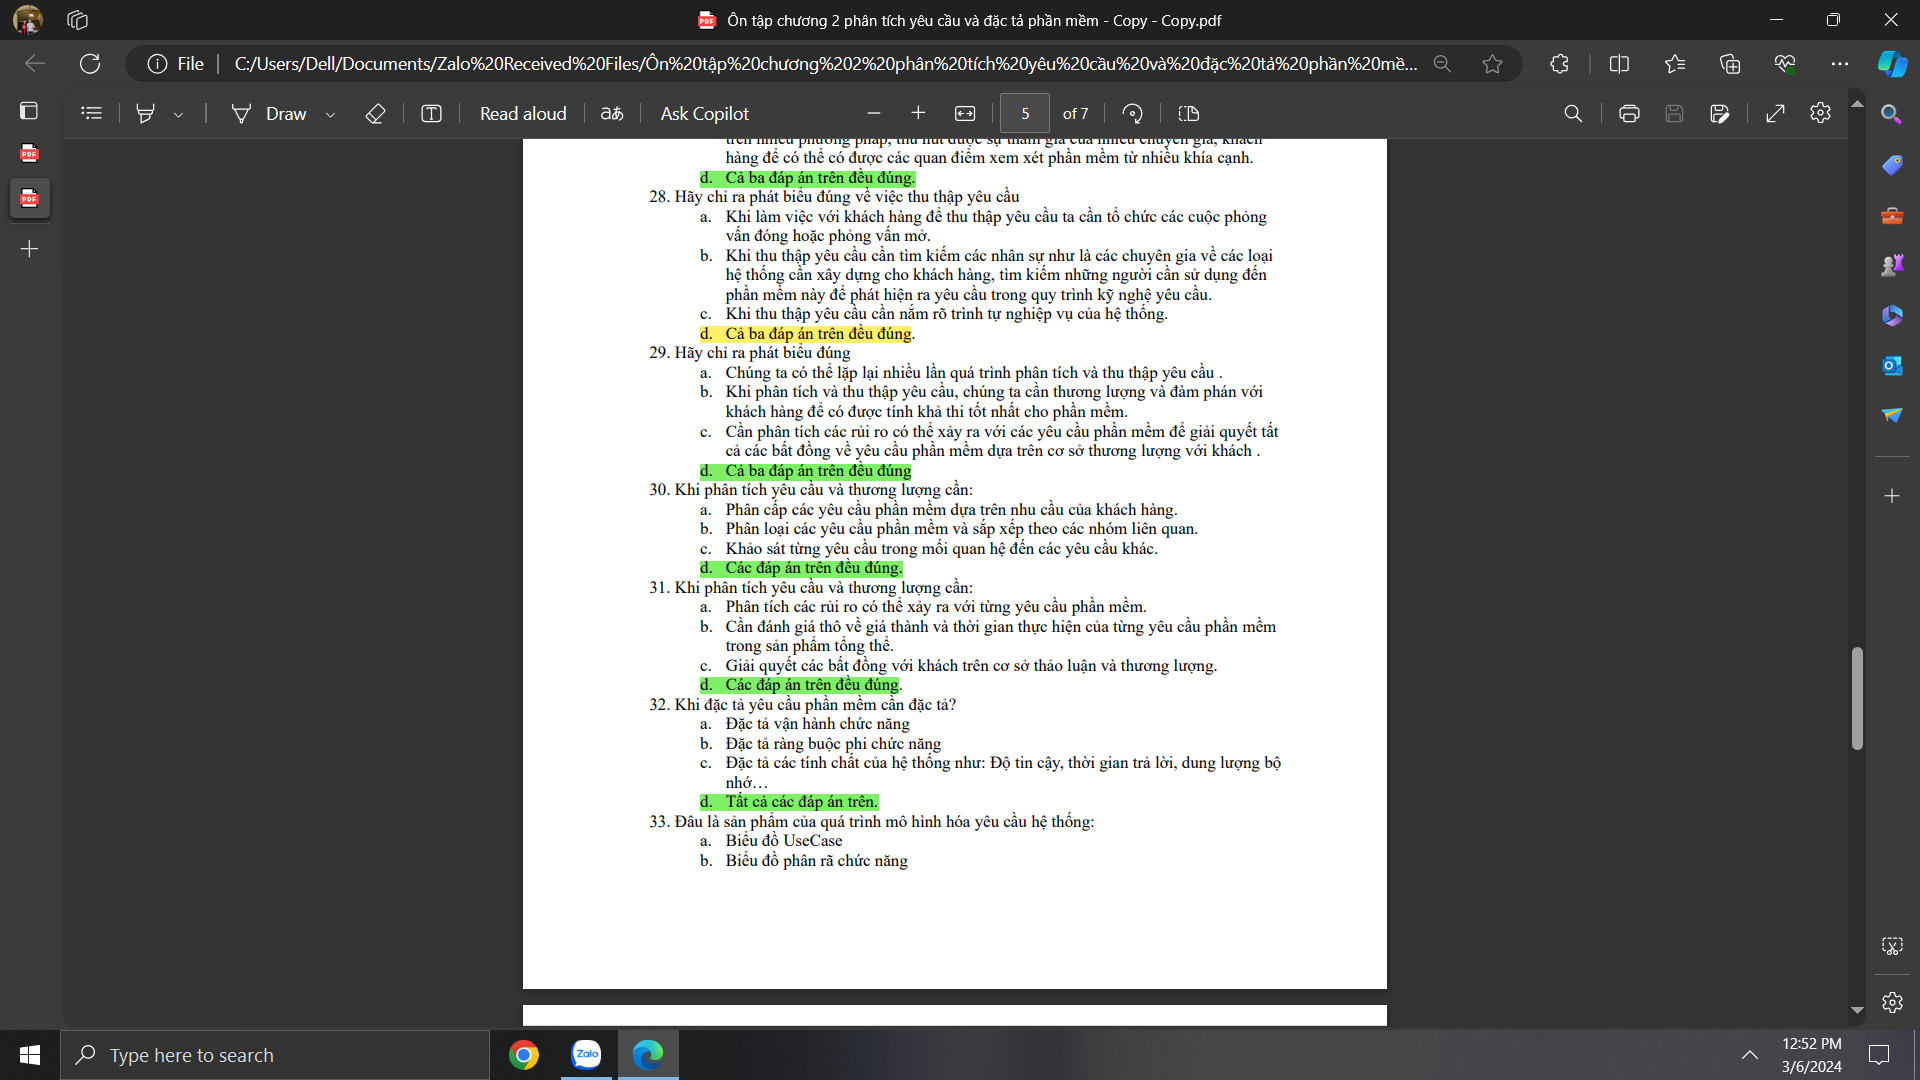 Ôn tập chương 2 phân tích yêu cầu và đặc tả phần mềm - Copy - Copy.pdf
File
C:/Users/Dell/Documents/Zalo%20Received%20Files/Ôn%20tập%20chương%202%20phân%20tích%20yêu%20cầu%20và%20đặc%20tả%20phần%20mề...
Draw
Read aloud
aあ
Ask Copilot
5
of 7
trên nhiều phương pháp, thu hút được sự tham gia của nhiều chuyên gia, khách
hàng để có thể có được các quan điểm xem xét phần mềm từ nhiều khía cạnh.
d. Cả ba đáp án trên đều đúng.
28. Hãy chỉ ra phát biểu đúng về việc thu thập yêu cầu
a. Khi làm việc với khách hàng để thu thập yêu cầu ta cần tổ chức các cuộc phỏng
vấn đóng hoặc phỏng vấn mở.
b. Khi thu thập yêu cầu cần tìm kiếm các nhân sự như là các chuyên gia về các loại
hệ thống cần xây dựng cho khách hàng, tìm kiếm những người cần sử dụng đến
phần mềm này để phát hiện ra yêu cầu trong quy trình kỹ nghệ yêu cầu.
c. Khi thu thập yêu cầu cần nắm rõ trình tự nghiệp vụ của hệ thống.
d. Cả ba đáp án trên đều đúng.
29. Hãy chỉ ra phát biểu đúng
a. Chúng ta có thể lặp lại nhiều lần quá trình phân tích và thu thập yêu cầu .
b. Khi phân tích và thu thập yêu cầu, chúng ta cần thương lượng và đàm phán với
khách hàng để có được tính khả thi tốt nhất cho phần mềm.
c. Cần phân tích các rủi ro có thể xảy ra với các yêu cầu phần mềm để giải quyết tất
cả các bất đồng về yêu cầu phần mềm dựa trên cơ sở thương lượng với khách .
d. Cả ba đáp án trên đều đúng
30. Khi phân tích yêu cầu và thương lượng cần:
a. Phân cấp các yêu cầu phần mềm dựa trên nhu cầu của khách hàng.
b. Phân loại các yêu cầu phần mềm và sắp xếp theo các nhóm liên quan.
c. Khảo sát từng yêu cầu trong mối quan hệ đến các yêu cầu khác.
d. Các đáp án trên đều đúng.
31. Khi phân tích yêu cầu và thương lượng cần:
a. Phân tích các rủi ro có thể xảy ra với từng yêu cầu phần mềm.
b. Cần đánh giá thô về giá thành và thời gian thực hiện của từng yêu cầu phần mềm
trong sản phẩm tổng thể.
c. Giải quyết các bất đồng với khách trên cơ sở thảo luận và thương lượng.
d. Các đáp án trên đều đúng.
32. Khi đặc tả yêu cầu phần mềm cần đặc tả?
a. Đặc tả vận hành chức năng
b. Đặc tả ràng buộc phi chức năng
c. Đặc tả các tính chất của hệ thống như: Độ tin cậy, thời gian trả lời, dung lượng bộ
nhớ…
d. Tất cả các đáp án trên.
33. Đâu là sản phẩm của quá trình mô hình hóa yêu cầu hệ thống:
a. Biểu đồ UseCase
b. Biểu đồ phân rã chức năng
Type here to search
Zalo
12:52 PM
3/6/2024